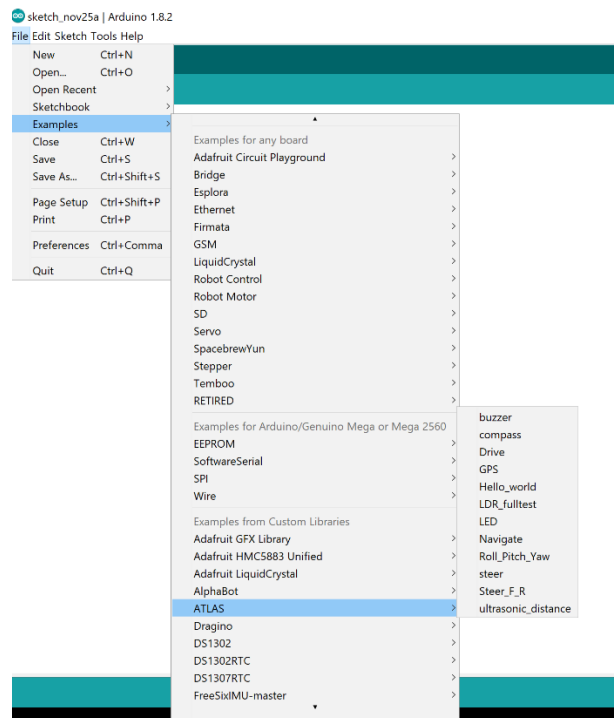 sketch_nov25a | Arduino 1.8.2
File Edit Sketch Tools Help
New Ctrl+N
Open... Ctrl+O
Open Recent
Sketchbook
Examples
Close Ctrl+W
Save Ctrl+S
Save As... Ctrl+Shift+S
Page Setup Ctrl+Shift+P
Print Ctrl+P
Preferences Ctrl+Comma
Quit Ctrl+Q
Examples for any board
Adafruit Circuit Playground
Bridge
Esplora
Ethernet
Firmata
GSM
LiquidCrystal
Robot Control
Robot Motor
SD
Servo
SpacebrewYun
Stepper
Temboo
RETIRED
Examples for Arduino/Genuino Mega or Mega 2560
EEPROM
SoftwareSerial
SPI
Wire
Examples from Custom Libraries
Adafruit GFX Library
Adafruit HMC5883 Unified
Adafruit LiquidCrystal
AlphaBot
ATLAS
Dragino
DS1302
DS1302RTC
DS1307RTC
FreeSixIMU-master
buzzer
compass
Drive
GPS
Hello_world
LDR_fulltest
LED
Navigate
Roll_Pitch_Yaw
steer
Steer_F_R
ultrasonic_distance